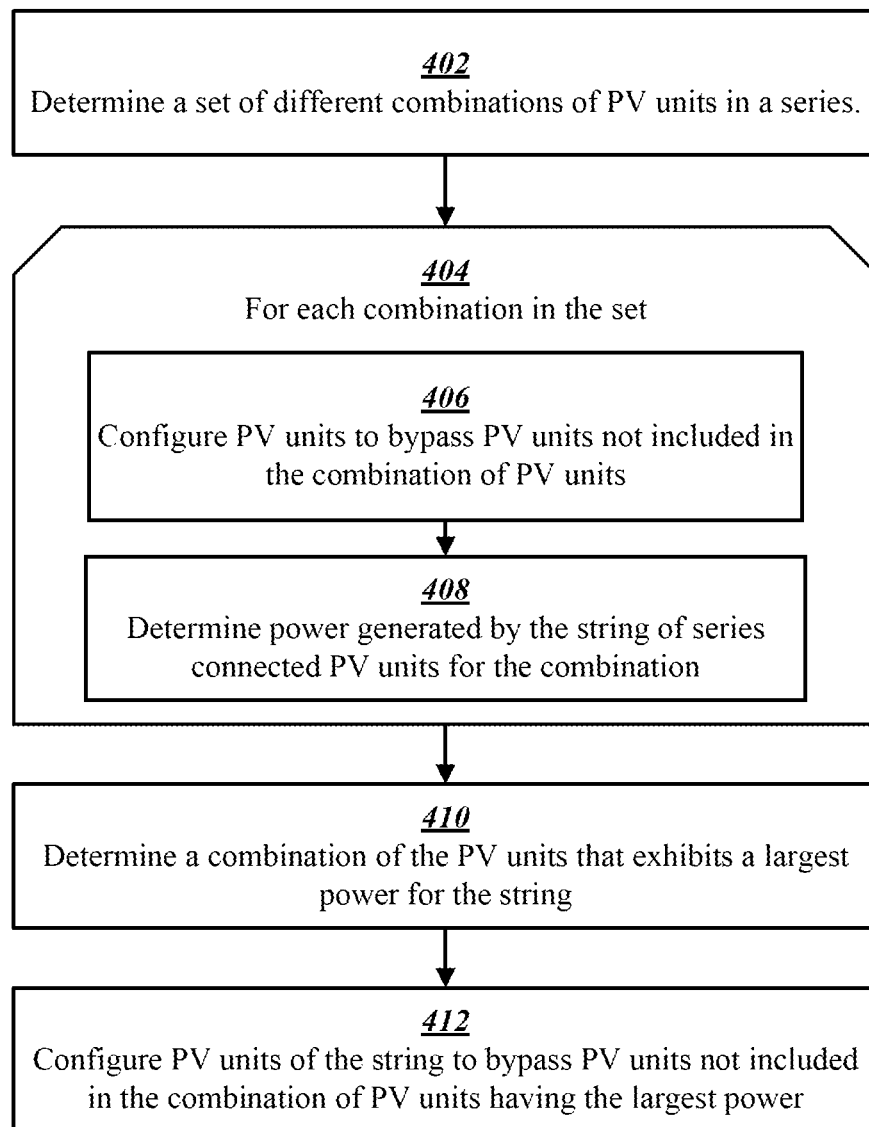 402
Determine a set of different combinations of PV units in a series.
404
For each combination in the set
406
Configure PV units to bypass PV units not included in
the combination of PV units
408
Determine power generated by the string of series
connected PV units for the combination
410
Determine a combination of the PV units that exhibits a largest
power for the string
412
Configure PV units of the string to bypass PV units not included
in the combination of PV units having the largest power